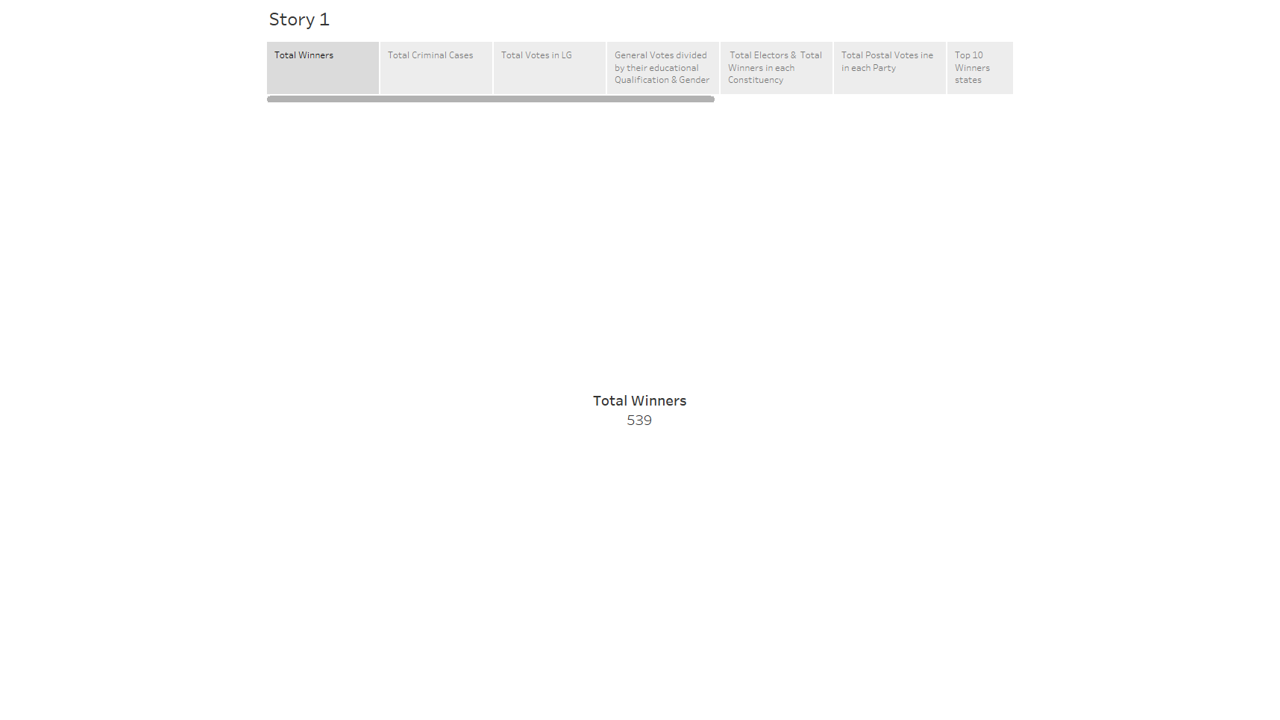 Story 1
Total Winners
Total Criminal Cases
Total Votes in LG
General Votes divided
by their educational
Qualification & Gender
Total Electors & Total
Winners in each
Constituency
Total Postal Votes ine
in each Party
Top 10
Winners
states
Total Winners
539